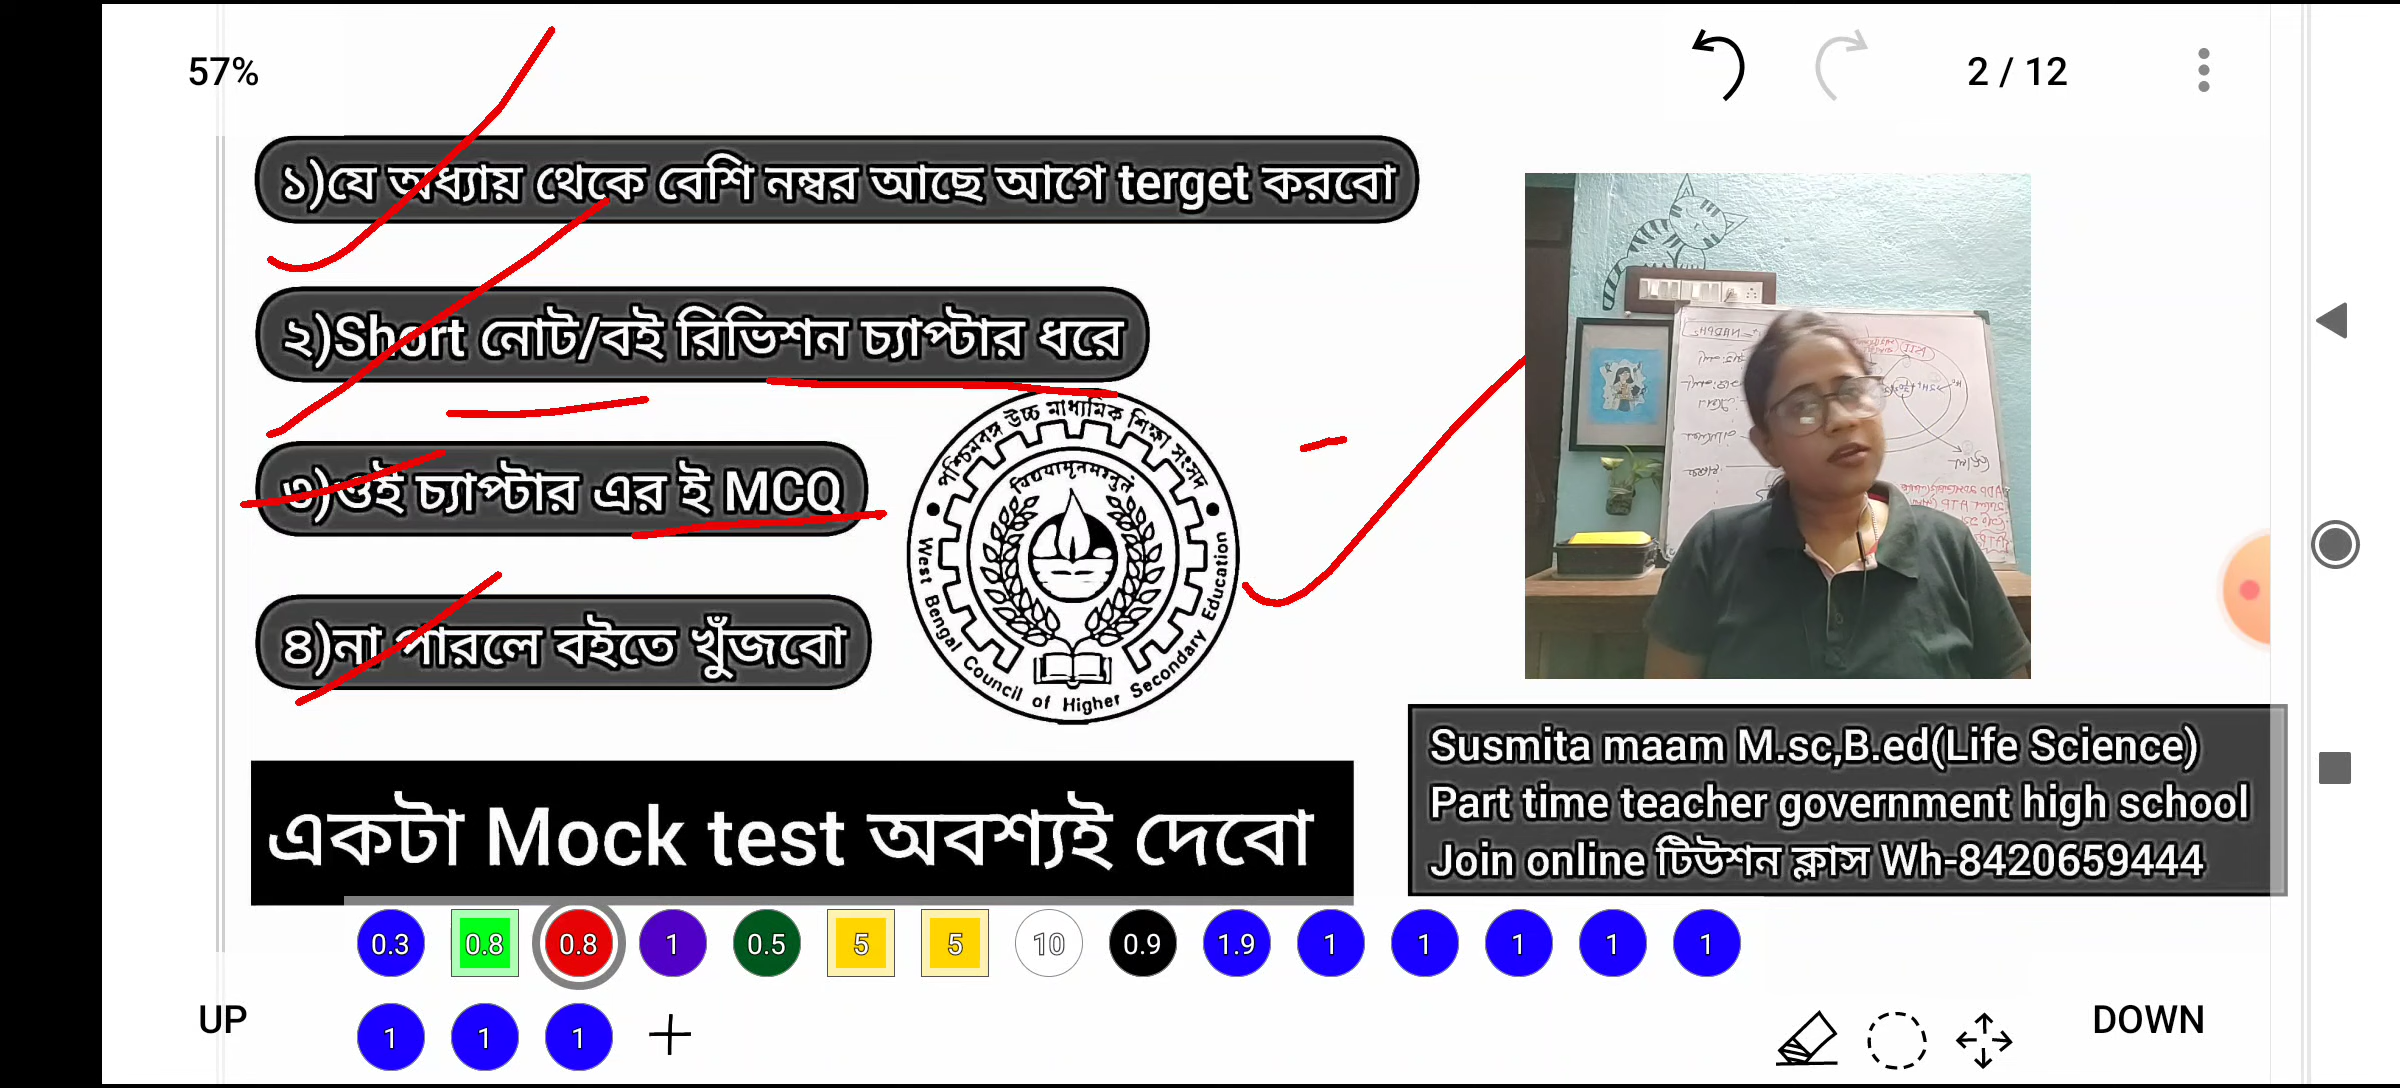 57%
2 / 12
১)যে অধ্যায় থেকে বেশি নম্বর আছে আগে terget করবো
২)Short নোট/বই রিভিশন চ্যাপ্টার ধরে
৩)ওই চ্যাপ্টার এর ই MCQ
৪)না পারলে বইতে খুঁজবো
পশ্চিমবঙ্গ উচ্চ মাধ্যমিক শিক্ষা সংসদ
West Bengal Council of Higher Secondary Education
একটা Mock test অবশ্যই দেবো
Susmita maam M.sc,B.ed(Life Science)
Part time teacher government high school
Join online টিউশন ক্লাস Wh-8420659444
0.3 0.8 0.8 1 0.5 5 5 10 0.9 1.9 1 1 1 1 1
UP 1 1 1 DOWN